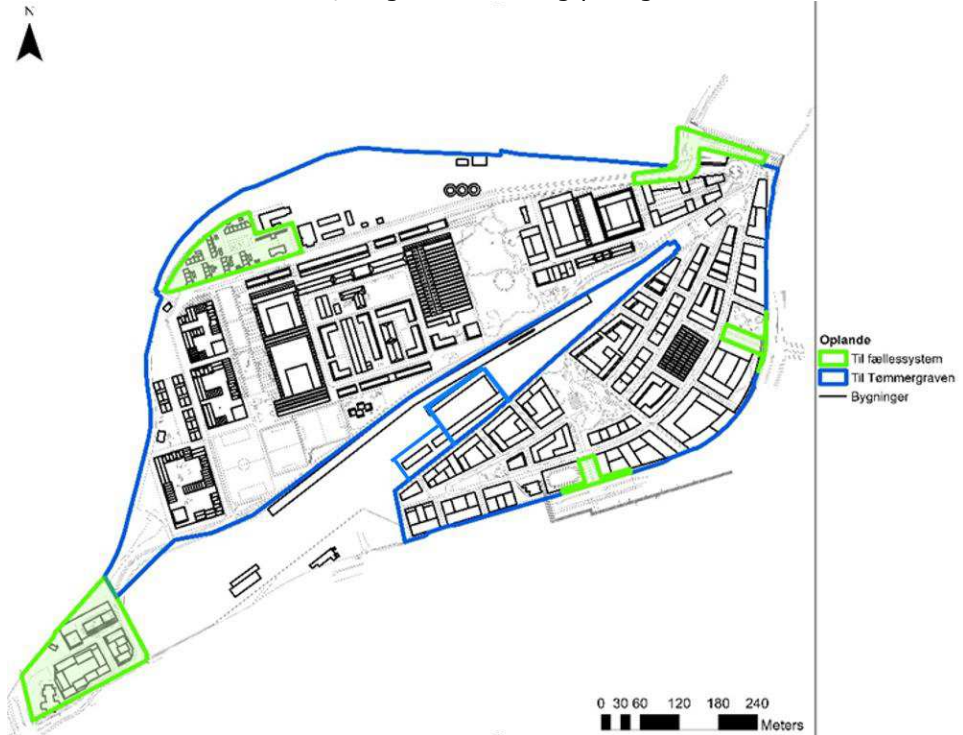 N
Oplande
Til fællessystem
Til Tømmergraven
Bygninger
0 30 60 120 180 240
Meters